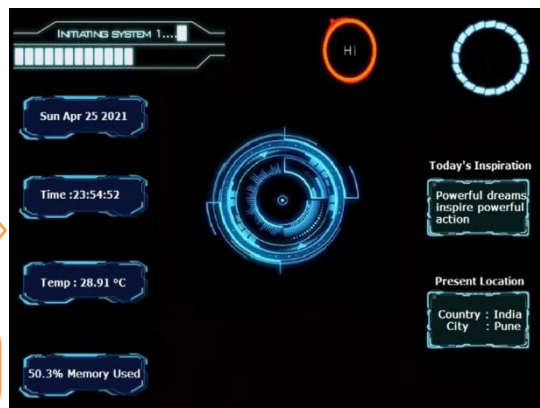 INITIATING SYSTEM 1....
Hi
Sun Apr 25 2021
Time :23:54:52
Temp : 28.91 °C
50.3% Memory Used
Today's Inspiration
Powerful dreams
inspire powerful
action
Present Location
Country : India
City : Pune